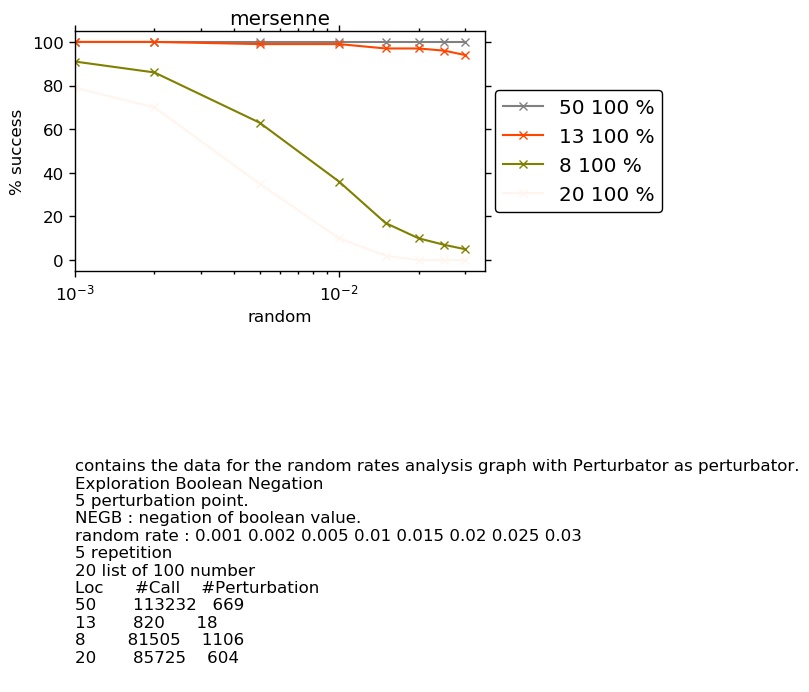 mersenne
100
80
60
40
20
0
% success
10^-3
10^-2
random
50 100 %
13 100 %
8 100 %
20 100 %
contains the data for the random rates analysis graph with Perturbator as perturbator.
Exploration Boolean Negation
5 perturbation point.
NEGB : negation of boolean value.
random rate : 0.001 0.002 0.005 0.01 0.015 0.02 0.025 0.03
5 repetition
20 list of 100 number
Loc #Call #Perturbation
50 113232 669
13 820 18
8 81505 1106
20 85725 604